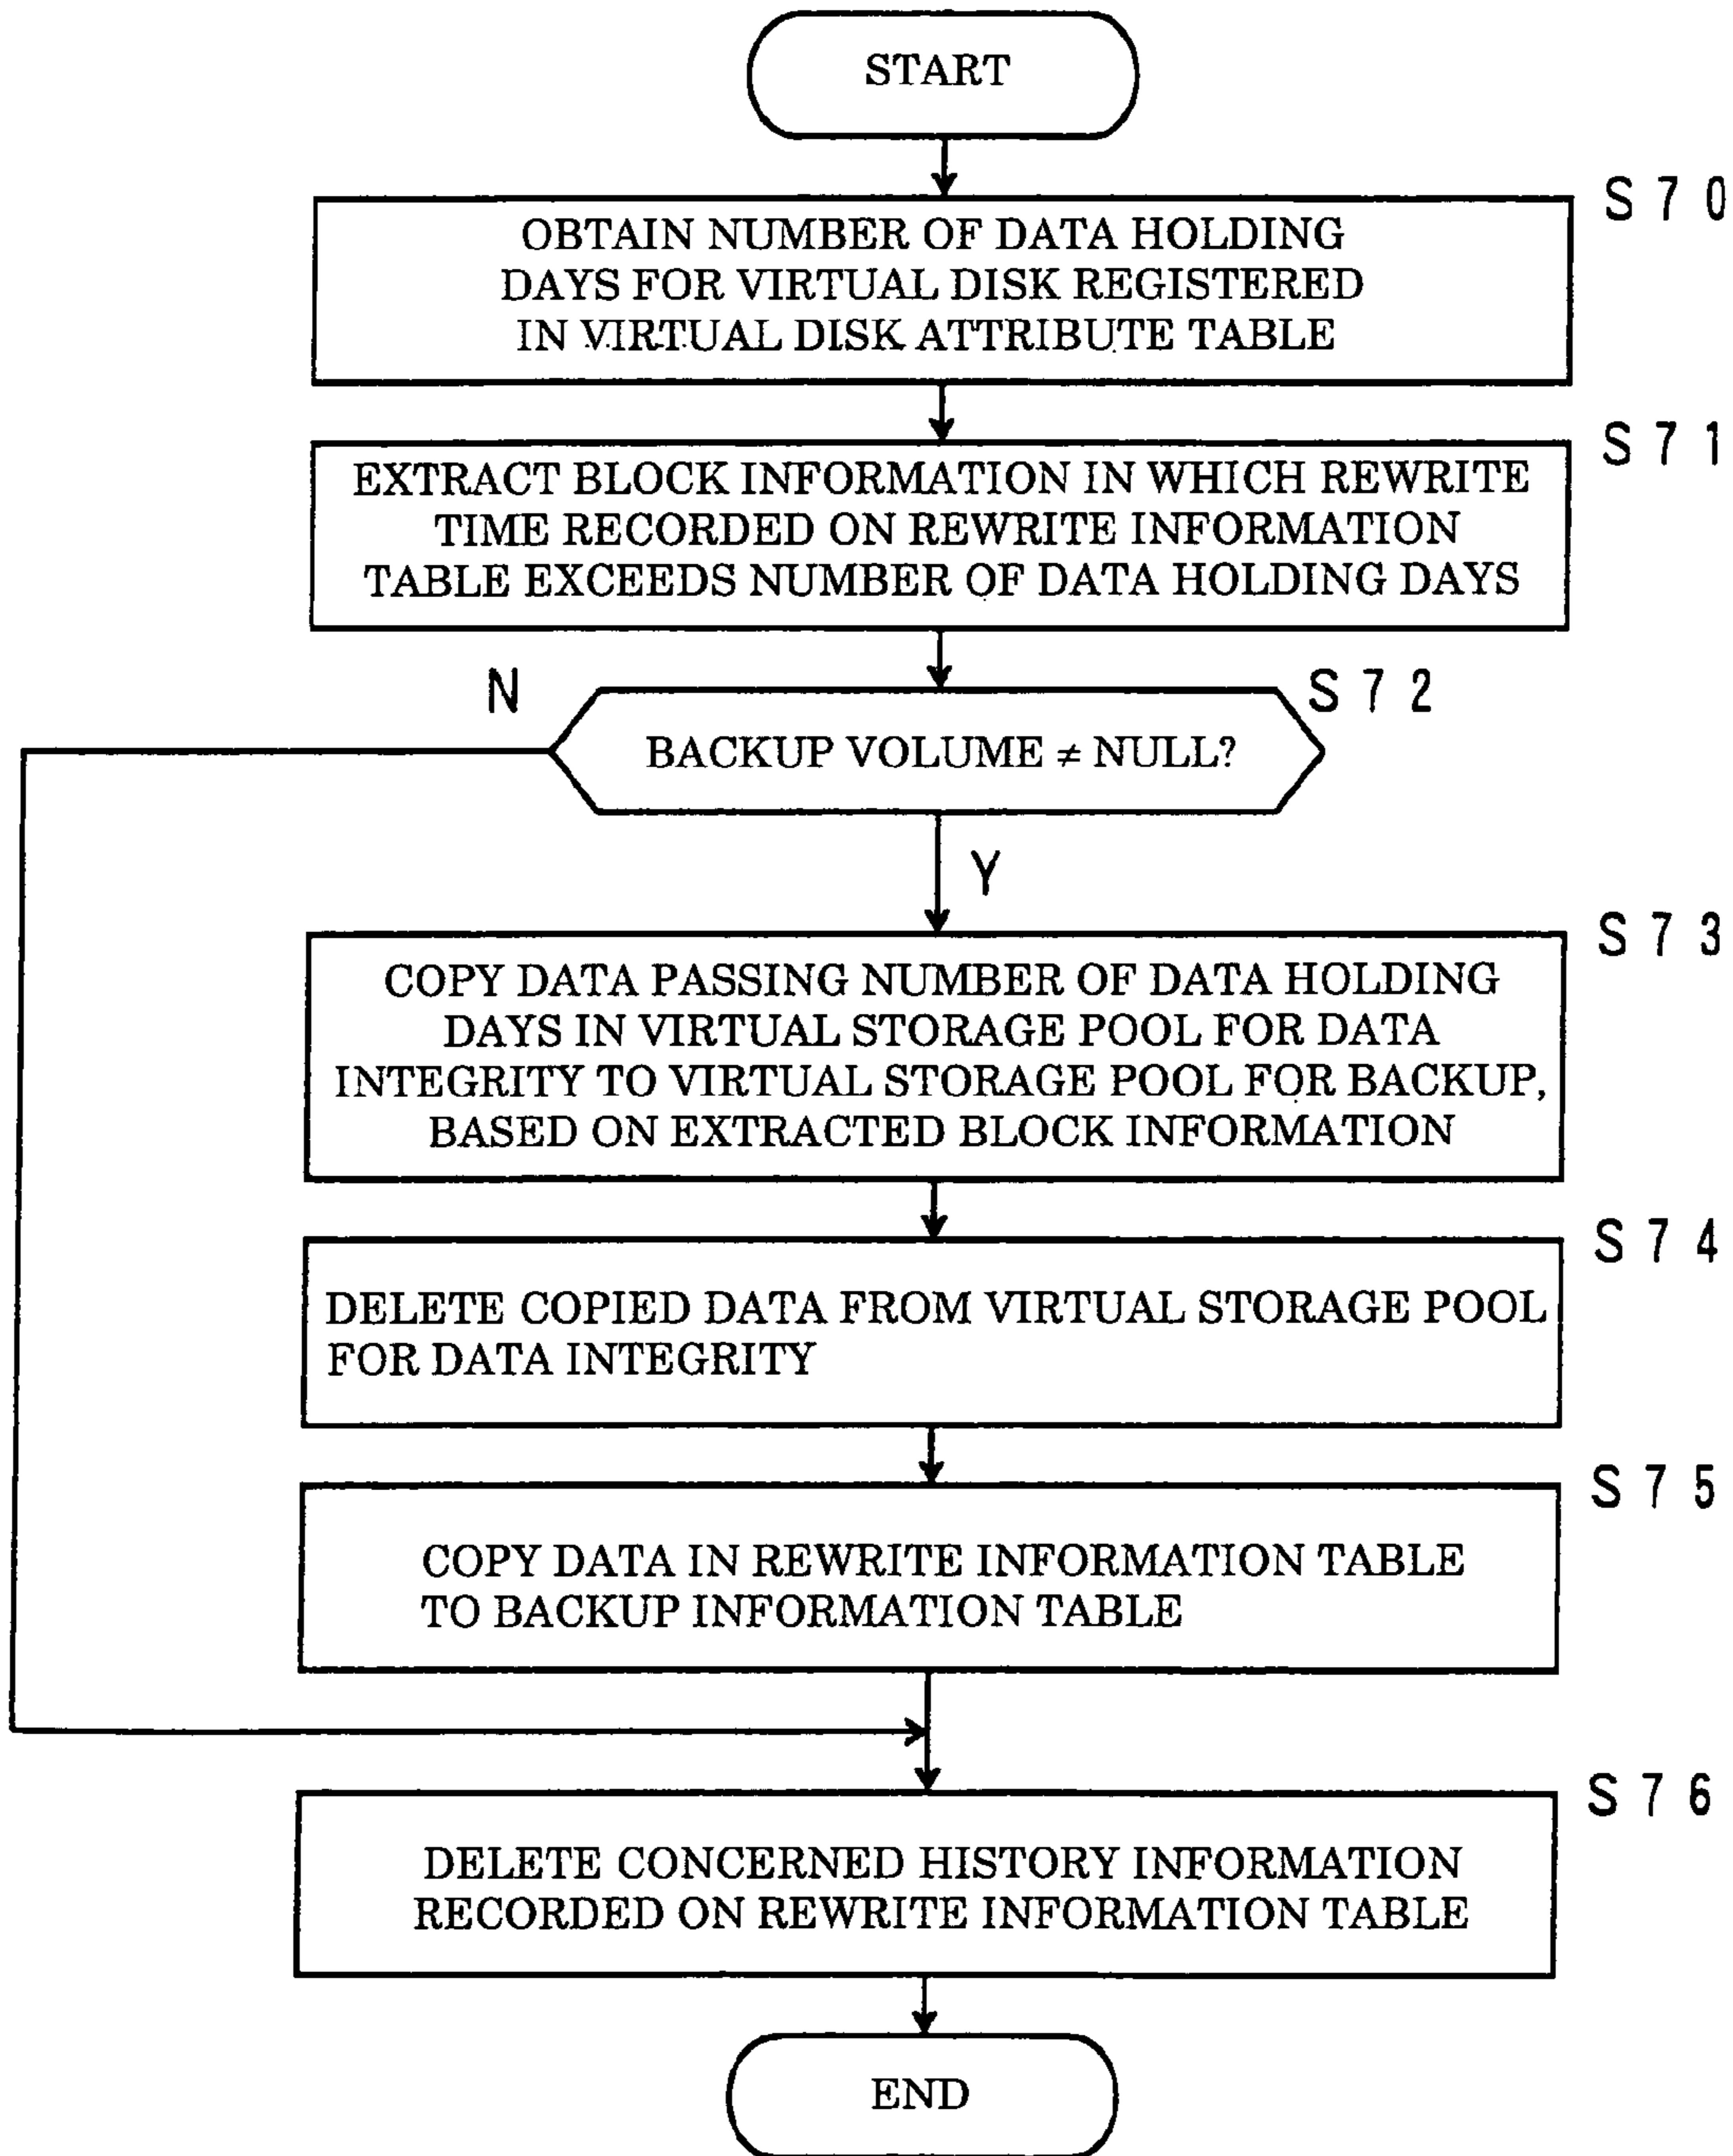 START
S70
OBTAIN NUMBER OF DATA HOLDING
DAYS FOR VIRTUAL DISK REGISTERED
IN VIRTUAL DISK ATTRIBUTE TABLE
S71
EXTRACT BLOCK INFORMATION IN WHICH REWRITE
TIME RECORDED ON REWRITE INFORMATION
TABLE EXCEEDS NUMBER OF DATA HOLDING DAYS
N
S72
BACKUP VOLUME ≠ NULL?
Y
S73
COPY DATA PASSING NUMBER OF DATA HOLDING
DAYS IN VIRTUAL STORAGE POOL FOR DATA
INTEGRITY TO VIRTUAL STORAGE POOL FOR BACKUP,
BASED ON EXTRACTED BLOCK INFORMATION
S74
DELETE COPIED DATA FROM VIRTUAL STORAGE POOL
FOR DATA INTEGRITY
S75
COPY DATA IN REWRITE INFORMATION TABLE
TO BACKUP INFORMATION TABLE
S76
DELETE CONCERNED HISTORY INFORMATION
RECORDED ON REWRITE INFORMATION TABLE
END